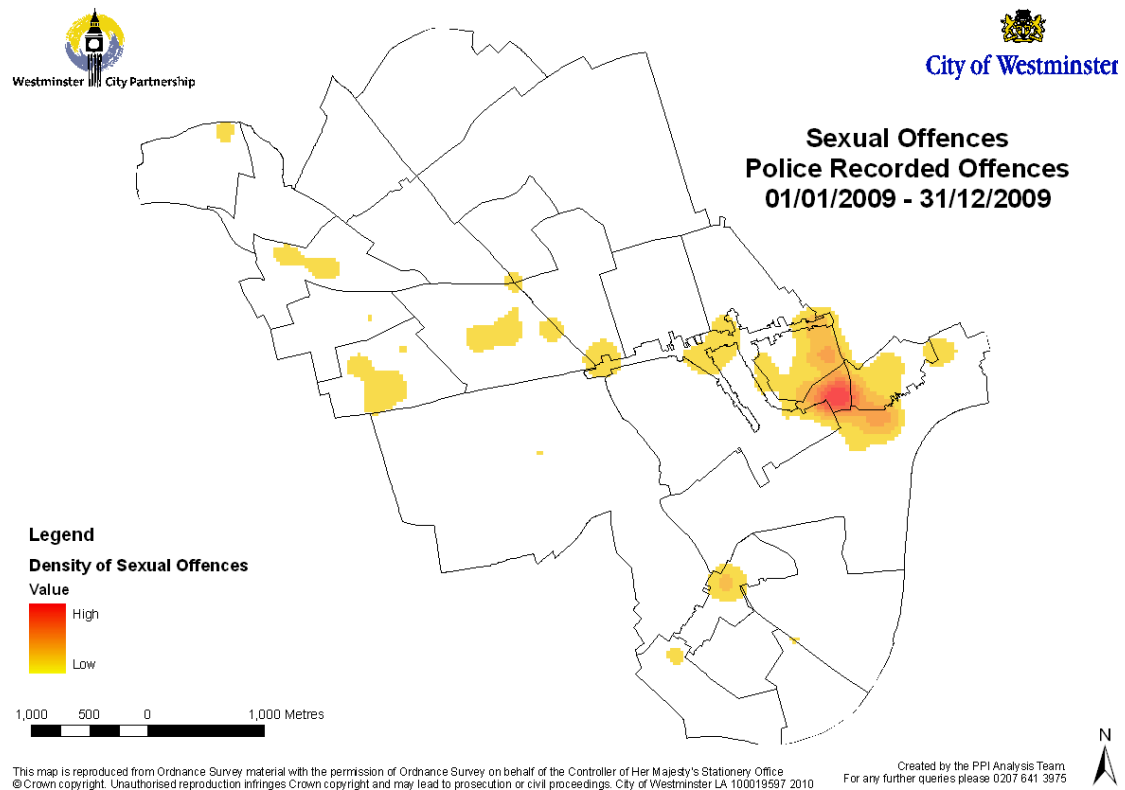 Westminster City Partnership
City of Westminster
Sexual Offences
Police Recorded Offences
01/01/2009 - 31/12/2009
Legend
Density of Sexual Offences
Value
High
Low
1,000 500 0 1,000 Metres
N
This map is reproduced from Ordnance Survey material with the permission of Ordnance Survey on behalf of the Controller of Her Majesty's Stationery Office
© Crown copyright. Unauthorised reproduction infringes Crown copyright and may lead to prosecution or civil proceedings. City of Westminster LA 100019597 2010
Created by the PPI Analysis Team.
For any further queries please 0207 641 3975